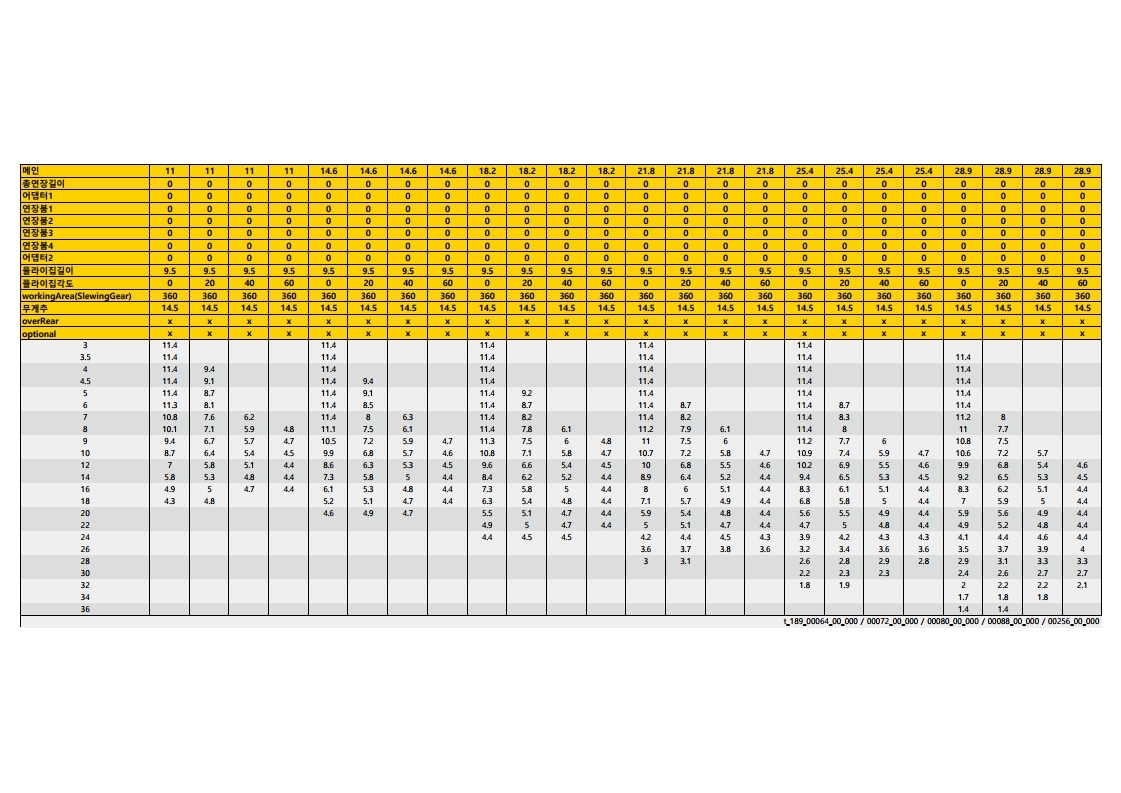 메인 11 11 11 11 14.6 14.6 14.6 14.6 18.2 18.2 18.2 18.2 21.8 21.8 21.8 21.8 25.4 25.4 25.4 25.4 28.9 28.9 28.9 28.9
총연장길이 0 0 0 0 0 0 0 0 0 0 0 0 0 0 0 0 0 0 0 0 0 0 0 0
어댑터1 0 0 0 0 0 0 0 0 0 0 0 0 0 0 0 0 0 0 0 0 0 0 0 0
연장붐1 0 0 0 0 0 0 0 0 0 0 0 0 0 0 0 0 0 0 0 0 0 0 0 0
연장붐2 0 0 0 0 0 0 0 0 0 0 0 0 0 0 0 0 0 0 0 0 0 0 0 0
연장붐3 0 0 0 0 0 0 0 0 0 0 0 0 0 0 0 0 0 0 0 0 0 0 0 0
연장붐4 0 0 0 0 0 0 0 0 0 0 0 0 0 0 0 0 0 0 0 0 0 0 0 0
어댑터2 0 0 0 0 0 0 0 0 0 0 0 0 0 0 0 0 0 0 0 0 0 0 0 0
플라이집길이 9.5 9.5 9.5 9.5 9.5 9.5 9.5 9.5 9.5 9.5 9.5 9.5 9.5 9.5 9.5 9.5 9.5 9.5 9.5 9.5 9.5 9.5 9.5 9.5
플라이집각도 0 20 40 60 0 20 40 60 0 20 40 60 0 20 40 60 0 20 40 60 0 20 40 60
workingArea(SlewingGear) 360 360 360 360 360 360 360 360 360 360 360 360 360 360 360 360 360 360 360 360 360 360 360 360
무게추 14.5 14.5 14.5 14.5 14.5 14.5 14.5 14.5 14.5 14.5 14.5 14.5 14.5 14.5 14.5 14.5 14.5 14.5 14.5 14.5 14.5 14.5 14.5 14.5
overRear x x x x x x x x x x x x x x x x x x x x x x x x
optional x x x x x x x x x x x x x x x x x x x x x x x x
3 11.4 11.4 11.4 11.4 11.4
3.5 11.4 11.4 11.4 11.4 11.4 11.4
4 11.4 9.4 11.4 11.4 11.4 11.4 11.4
4.5 11.4 9.1 11.4 9.4 11.4 11.4 11.4 11.4
5 11.4 8.7 11.4 9.1 11.4 9.2 11.4 11.4 11.4
6 11.3 8.1 11.4 8.5 11.4 8.7 11.4 8.7 11.4 8.7 11.4
7 10.8 7.6 6.2 11.4 8 6.3 11.4 8.2 11.4 8.2 11.4 8.3 11.2 8
8 10.1 7.1 5.9 4.8 11.1 7.5 6.1 11.4 7.8 6.1 11.2 7.9 6.1 11.4 8 11 7.7
9 9.4 6.7 5.7 4.7 10.5 7.2 5.9 4.7 11.3 7.5 6 4.8 11 7.5 6 11.2 7.7 6 10.8 7.5
10 8.7 6.4 5.4 4.5 9.9 6.8 5.7 4.6 10.8 7.1 5.8 4.7 10.7 7.2 5.8 4.7 10.9 7.4 5.9 4.7 10.6 7.2 5.7
12 7 5.8 5.1 4.4 8.6 6.3 5.3 4.5 9.6 6.6 5.4 4.5 10 6.8 5.5 4.6 10.2 6.9 5.5 4.6 9.9 6.8 5.4 4.6
14 5.8 5.3 4.8 4.4 7.3 5.8 5 4.4 8.4 6.2 5.2 4.4 8.9 6.4 5.2 4.4 9.4 6.5 5.3 4.5 9.2 6.5 5.3 4.5
16 4.9 5 4.7 4.4 6.1 5.3 4.8 4.4 7.3 5.8 5 4.4 8 6 5.1 4.4 8.3 6.1 5.1 4.4 8.3 6.2 5.1 4.4
18 4.3 4.8 5.2 5.1 4.7 4.4 6.3 5.4 4.8 4.4 7.1 5.7 4.9 4.4 6.8 5.8 5 4.4 7 5.9 5 4.4
20 4.6 4.9 4.7 5.5 5.1 4.7 4.4 5.9 5.4 4.8 4.4 5.6 5.5 4.9 4.4 5.9 5.6 4.9 4.4
22 4.9 5 4.7 4.4 5 5.1 4.7 4.4 4.7 5 4.8 4.4 4.9 5.2 4.8 4.4
24 4.4 4.5 4.5 4.2 4.4 4.5 4.3 3.9 4.2 4.3 4.3 4.1 4.4 4.6 4.4
26 3.6 3.7 3.8 3.6 3.2 3.4 3.6 3.6 3.5 3.7 3.9 4
28 3 3.1 2.6 2.8 2.9 2.8 2.9 3.1 3.3 3.3
30 2.2 2.3 2.3 2.4 2.6 2.7 2.7
32 1.8 1.9 2 2.2 2.2 2.1
34 1.7 1.8 1.8
36 1.4 1.4
t_189_00064_00_000 / 00072_00_000 / 00080_00_000 / 00088_00_000 / 00256_00_000